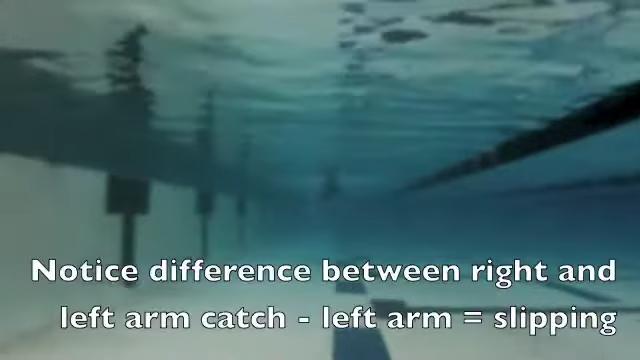 Notice difference between right and
left arm catch - left arm = slipping